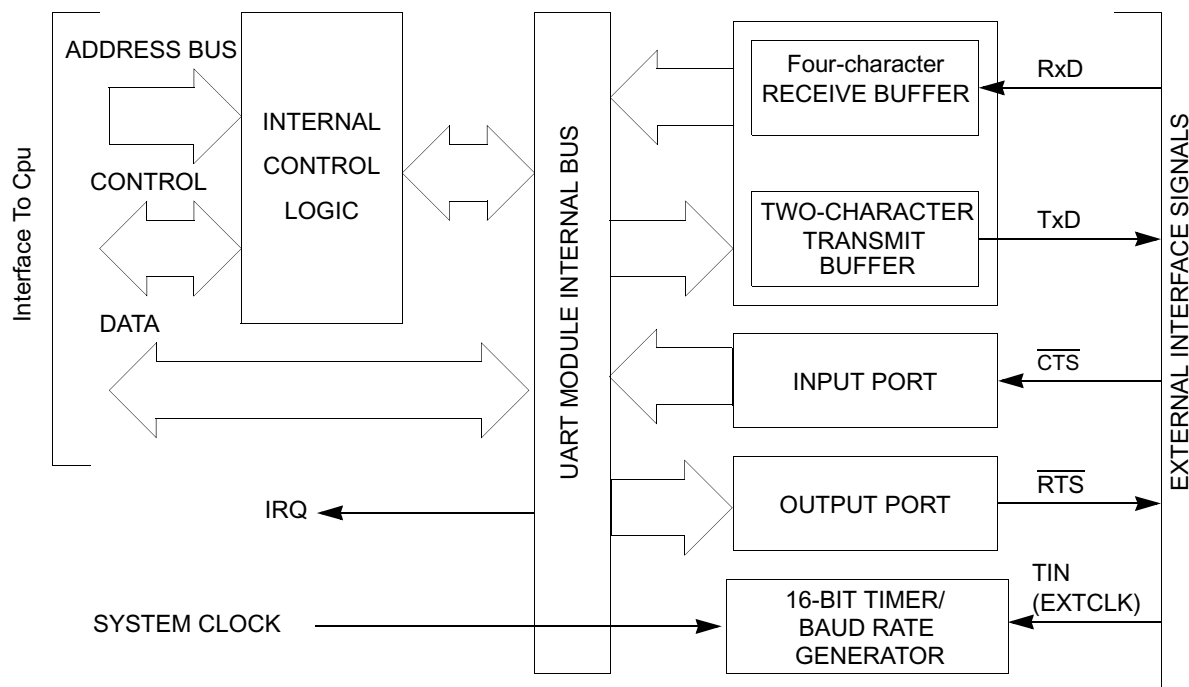 Interface To Cpu
ADDRESS BUS
CONTROL
DATA
INTERNAL
CONTROL
LOGIC
IRQ
SYSTEM CLOCK
UART MODULE INTERNAL BUS
Four-character
RECEIVE BUFFER
TWO-CHARACTER
TRANSMIT
BUFFER
INPUT PORT
OUTPUT PORT
16-BIT TIMER/
BAUD RATE
GENERATOR
RxD
TxD
CTS
RTS
TIN
(EXTCLK)
EXTERNAL INTERFACE SIGNALS